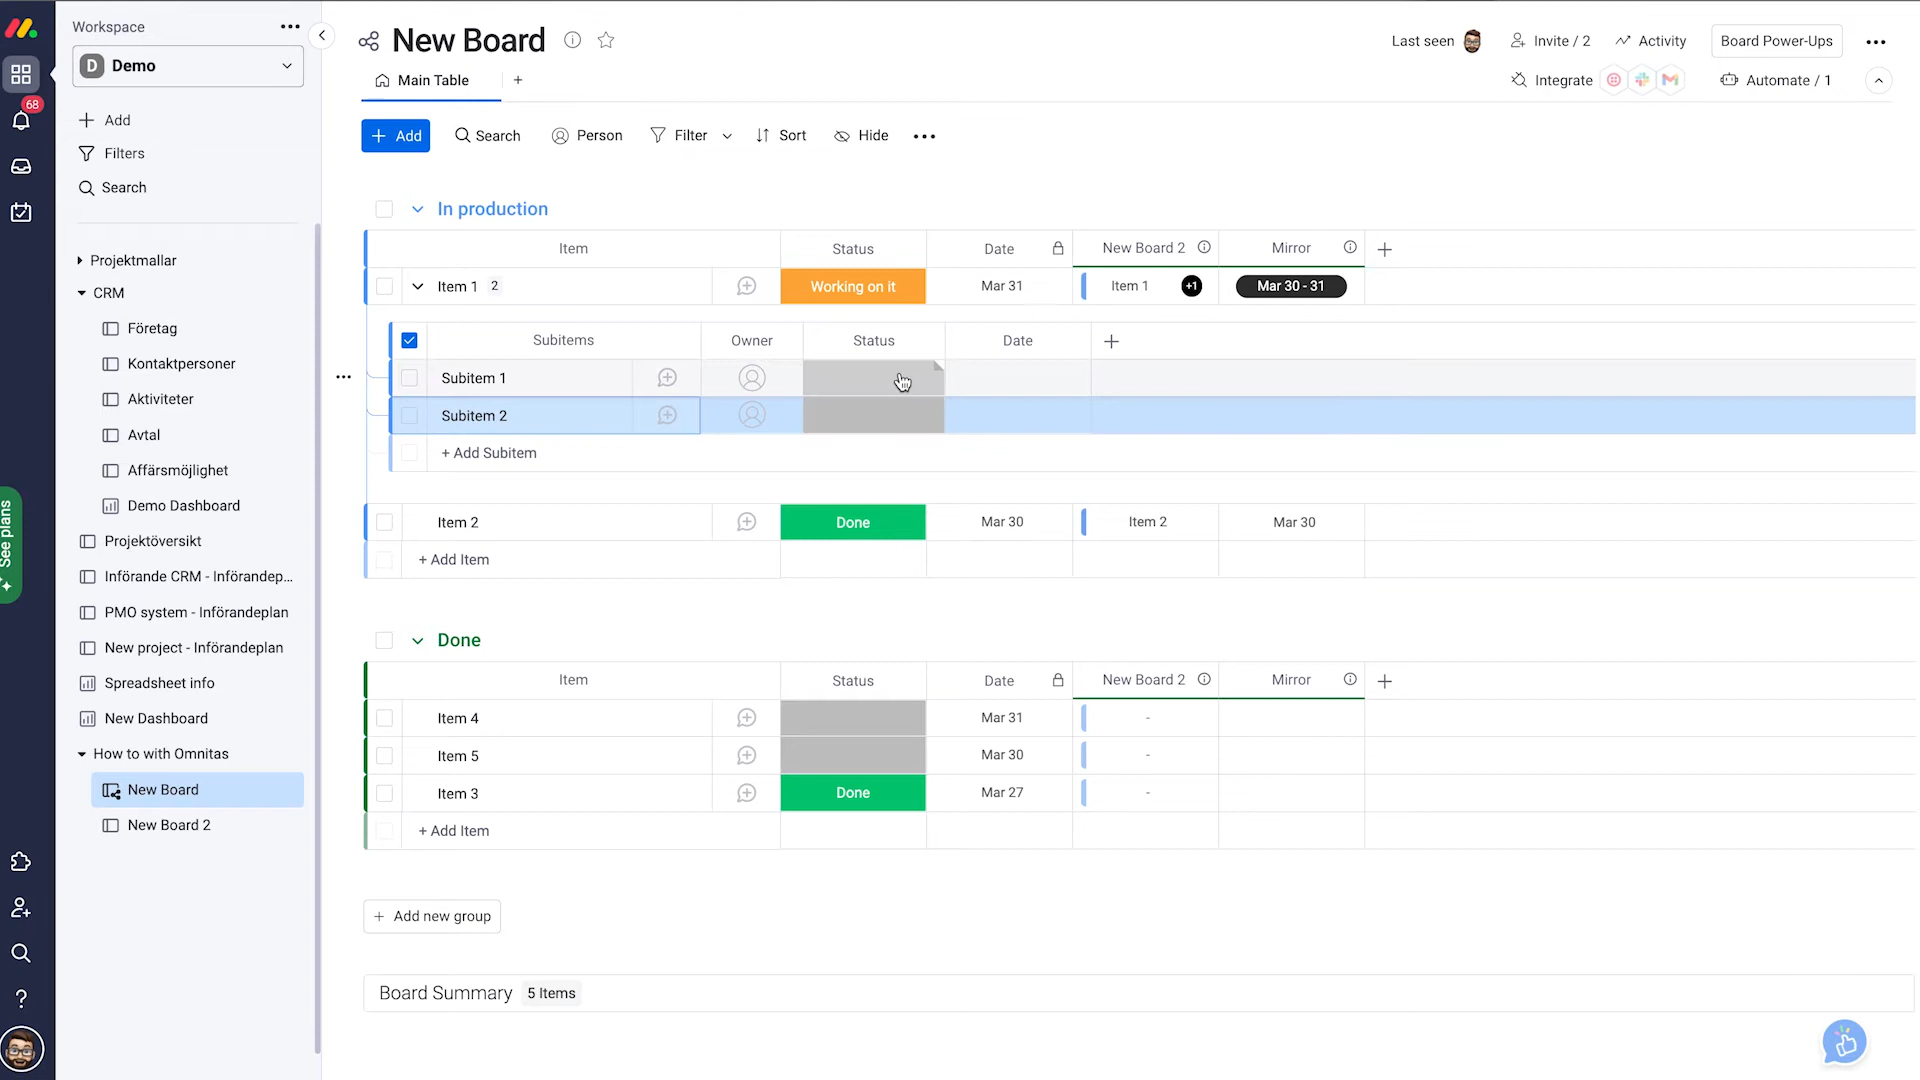 Workspace
D Demo
68
Add
Filters
Search
Projektmallar
CRM
Företag
Kontaktpersoner
Aktiviteter
Avtal
Affärsmöjlighet
Demo Dashboard
Projektöversikt
Införande CRM - Införandep...
PMO system - Införandeplan
New project - Införandeplan
Spreadsheet info
New Dashboard
How to with Omnitas
New Board
New Board 2
See plans
New Board
Last seen
Invite / 2
Activity
Board Power-Ups
Main Table
Integrate
Automate / 1
Add
Search
Person
Filter
Sort
Hide
In production
Item Status Date New Board 2 Mirror
Item 1 2 Working on it Mar 31 Item 1 +1 Mar 30 - 31
Subitems Owner Status Date
Subitem 1
Subitem 2
+ Add Subitem
Item 2 Done Mar 30 Item 2 Mar 30
+ Add Item
Done
Item Status Date New Board 2 Mirror
Item 4 Mar 31 -
Item 5 Mar 30 -
Item 3 Done Mar 27 -
+ Add Item
+ Add new group
Board Summary 5 Items